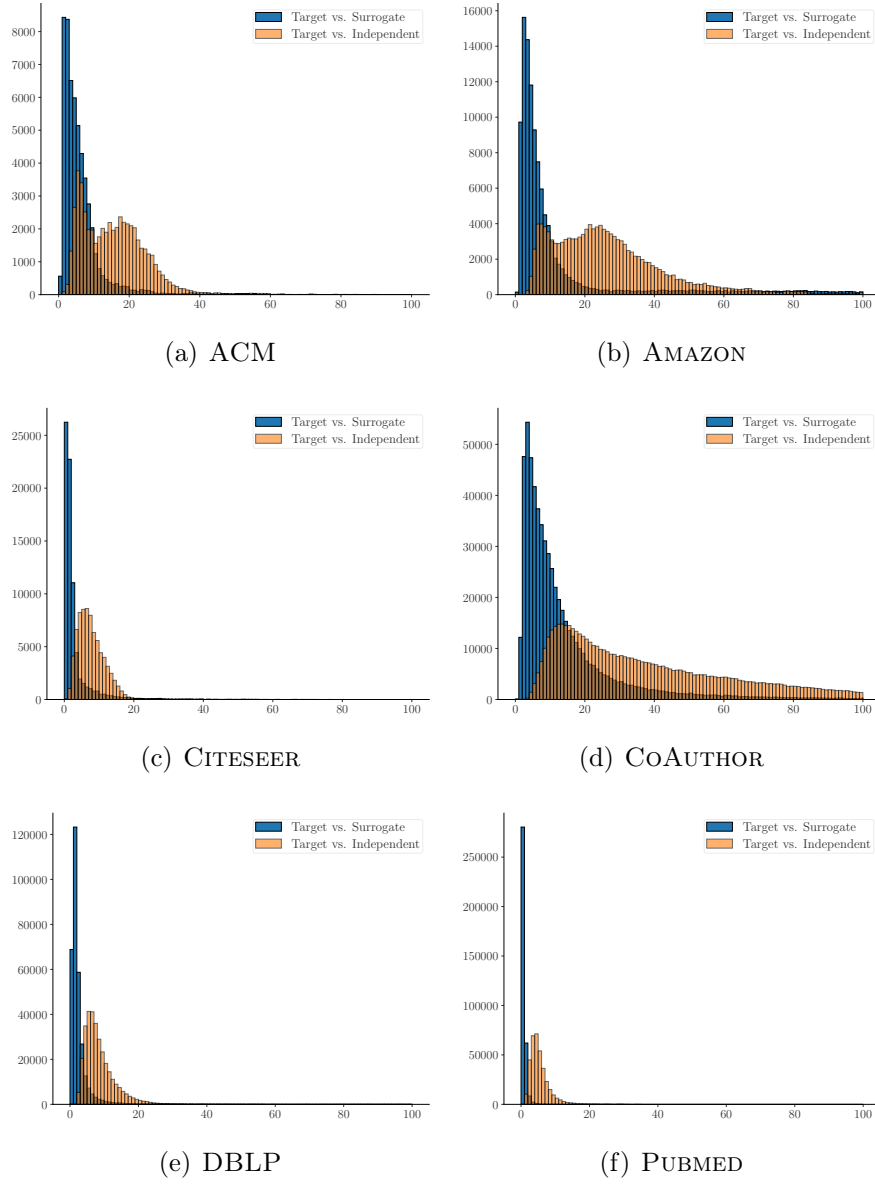 Target vs. Surrogate
Target vs. Independent
8000
7000
6000
5000
4000
3000
2000
1000
0
0 20 40 60 80 100
(a) ACM
Target vs. Surrogate
Target vs. Independent
16000
14000
12000
10000
8000
6000
4000
2000
0
0 20 40 60 80 100
(b) AMAZON
Target vs. Surrogate
Target vs. Independent
25000
20000
15000
10000
5000
0
0 20 40 60 80 100
(c) CITESEER
Target vs. Surrogate
Target vs. Independent
50000
40000
30000
20000
10000
0
0 20 40 60 80 100
(d) COAUTHOR
Target vs. Surrogate
Target vs. Independent
120000
100000
80000
60000
40000
20000
0
0 20 40 60 80 100
(e) DBLP
Target vs. Surrogate
Target vs. Independent
250000
200000
150000
100000
50000
0
0 20 40 60 80 100
(f) PUBMED